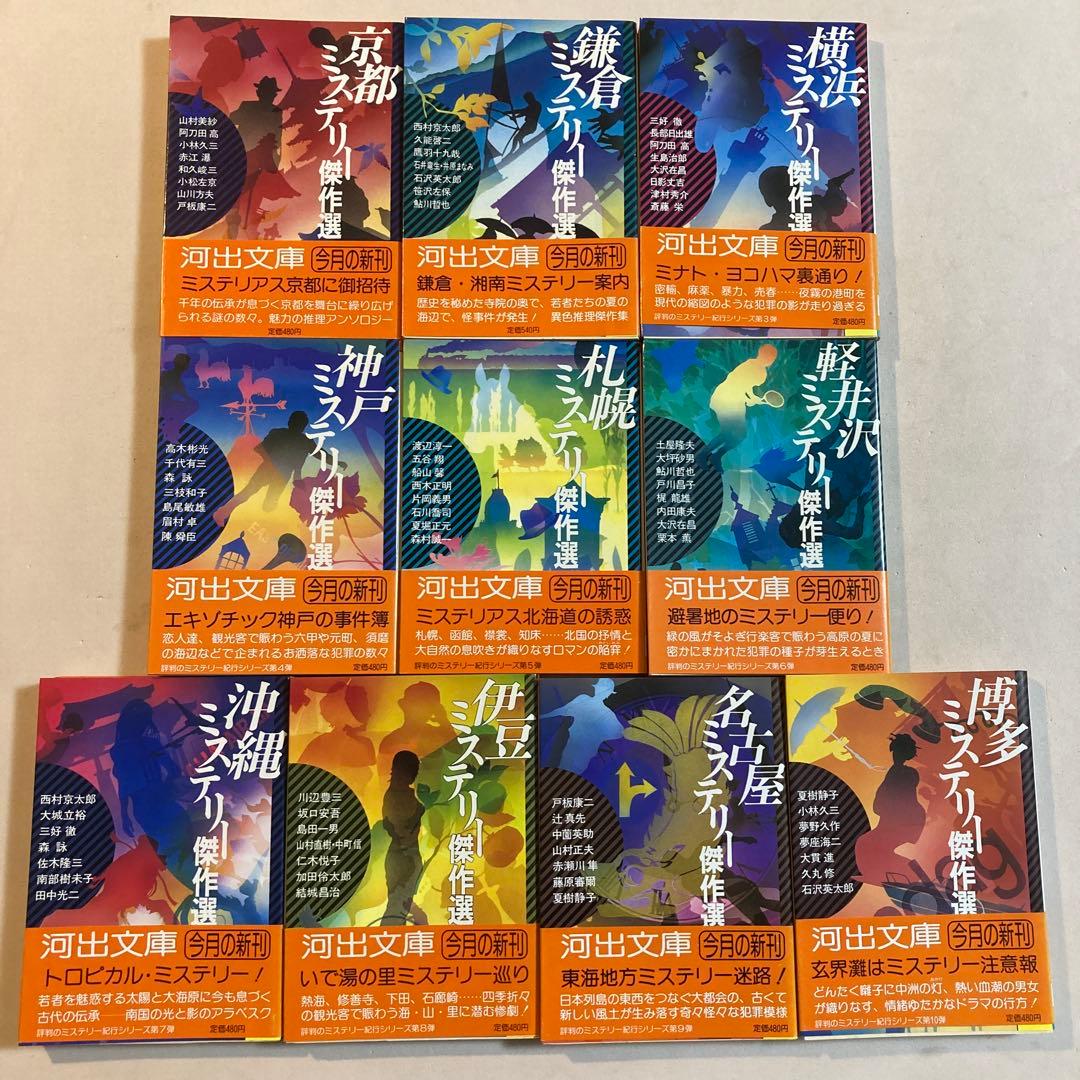 京都
ミステリー
傑作選
山村美紗
阿刀田 高
小林久三
赤江 瀑
和久峻三
小松左京
山川方夫
戸板康二
河出文庫 今月の新刊
ミステリアス京都に御招待
千年の伝承が息づく京都を舞台に繰り広げ
られる謎の数々。魅力の推理アンソロジー
定価480円
鎌倉
ミステリー
傑作選
西村京太郎
久能啓二
鷹羽十九哉
石井竜生・井原まなみ
石沢英太郎
笹沢左保
鮎川哲也
河出文庫 今月の新刊
鎌倉・湘南ミステリー案内
歴史を秘めた寺院の奥で、若者たちの夏の
海辺で、怪事件が発生! 異色推理傑作集
定価540円
横浜
ミステリー
傑作選
三好 徹
長部日出雄
阿刀田 高
生島治郎
大沢在昌
日影丈吉
津村秀介
斎藤 栄
河出文庫 今月の新刊
ミナト・ヨコハマ裏通り!
密輸、麻薬、暴力、売春……夜霧の港町を
現代の縮図のような犯罪の影が走り過ぎる
評判のミステリー紀行シリーズ第3弾 定価480円
神戸
ミステリー
傑作選
高木彬光
千代有三
森 詠
三枝和子
島尾敏雄
眉村 卓
陳 舜臣
河出文庫 今月の新刊
エキゾチック神戸の事件簿
恋人達、観光客で賑わう六甲や元町、須磨
の海辺などで企まれるお洒落な犯罪の数々
評判のミステリー紀行シリーズ第4弾 定価480円
札幌
ミステリー
傑作選
渡辺淳一
五谷 翔
船山 馨
西木正明
片岡義男
石川喬司
夏堀正元
森村誠一
河出文庫 今月の新刊
ミステリアス北海道の誘惑
札幌、函館、襟裳、知床……北国の抒情と
大自然の息吹きが織りなすロマンの陥穽!
評判のミステリー紀行シリーズ第5弾 定価480円
軽井沢
ミステリー
傑作選
土屋隆夫
大坪砂男
鮎川哲也
戸川昌子
梶 龍雄
内田康夫
大沢在昌
栗本 薫
河出文庫 今月の新刊
避暑地のミステリー便り!
緑の風がそよぎ行楽客で賑わう高原の夏に
密かにまかれた犯罪の種子が芽生えるとき
評判のミステリー紀行シリーズ第6弾 定価480円
沖縄
ミステリー
傑作選
西村京太郎
大城立裕
三好 徹
森 詠
佐木隆三
南部樹未子
田中光二
河出文庫 今月の新刊
トロピカル・ミステリー!
若者を魅惑する太陽と大海原に今も息づく
古代の伝承——南国の光と影のアラベスク
評判のミステリー紀行シリーズ第7弾 定価480円
伊豆
ミステリー
傑作選
川辺豊三
坂口安吾
島田一男
山村直樹・中町信
仁木悦子
加田伶太郎
結城昌治
河出文庫 今月の新刊
いで湯の里ミステリー巡り
熱海、修善寺、下田、石廊崎……四季折々
の観光客で賑わう海・山・里に潜む惨劇!
評判のミステリー紀行シリーズ第8弾 定価480円
名古屋
ミステリー
傑作選
戸板康二
辻 真先
中薗英助
山村正夫
赤瀬川 隼
藤原審爾
夏樹静子
河出文庫 今月の新刊
東海地方ミステリー迷路!
日本列島の東西をつなぐ大都会の、古くて
新しい風土が生み落す奇々怪々な犯罪模様
評判のミステリー紀行シリーズ第9弾 定価480円
博多
ミステリー
傑作選
夏樹静子
小林久三
夢野久作
夢座海二
大貫 進
久丸 修
石沢英太郎
河出文庫 今月の新刊
玄界灘はミステリー注意報
どんたく囃子に中洲の灯、熱い血潮の男女
が織りなす、情緒ゆたかなドラマの行方!
評判のミステリー紀行シリーズ第10弾 定価480円